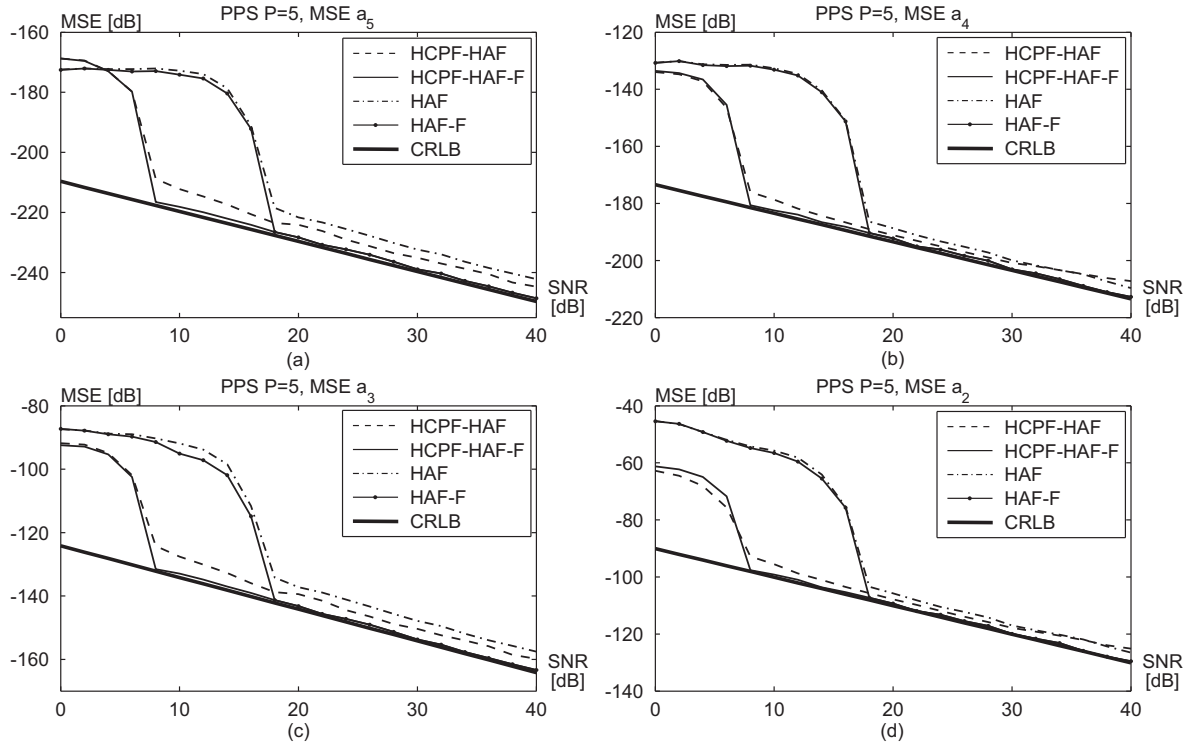 PPS P=5, MSE a5
MSE [dB]
-160
-180
-200
-220
-240
HCPF-HAF
HCPF-HAF-F
HAF
HAF-F
CRLB
SNR
[dB]
0 10 20 30 40
(a)
PPS P=5, MSE a4
MSE [dB]
-120
-140
-160
-180
-200
-220
HCPF-HAF
HCPF-HAF-F
HAF
HAF-F
CRLB
SNR
[dB]
0 10 20 30 40
(b)
PPS P=5, MSE a3
MSE [dB]
-80
-100
-120
-140
-160
HCPF-HAF
HCPF-HAF-F
HAF
HAF-F
CRLB
SNR
[dB]
0 10 20 30 40
(c)
PPS P=5, MSE a2
MSE [dB]
-40
-60
-80
-100
-120
-140
HCPF-HAF
HCPF-HAF-F
HAF
HAF-F
CRLB
SNR
[dB]
0 10 20 30 40
(d)